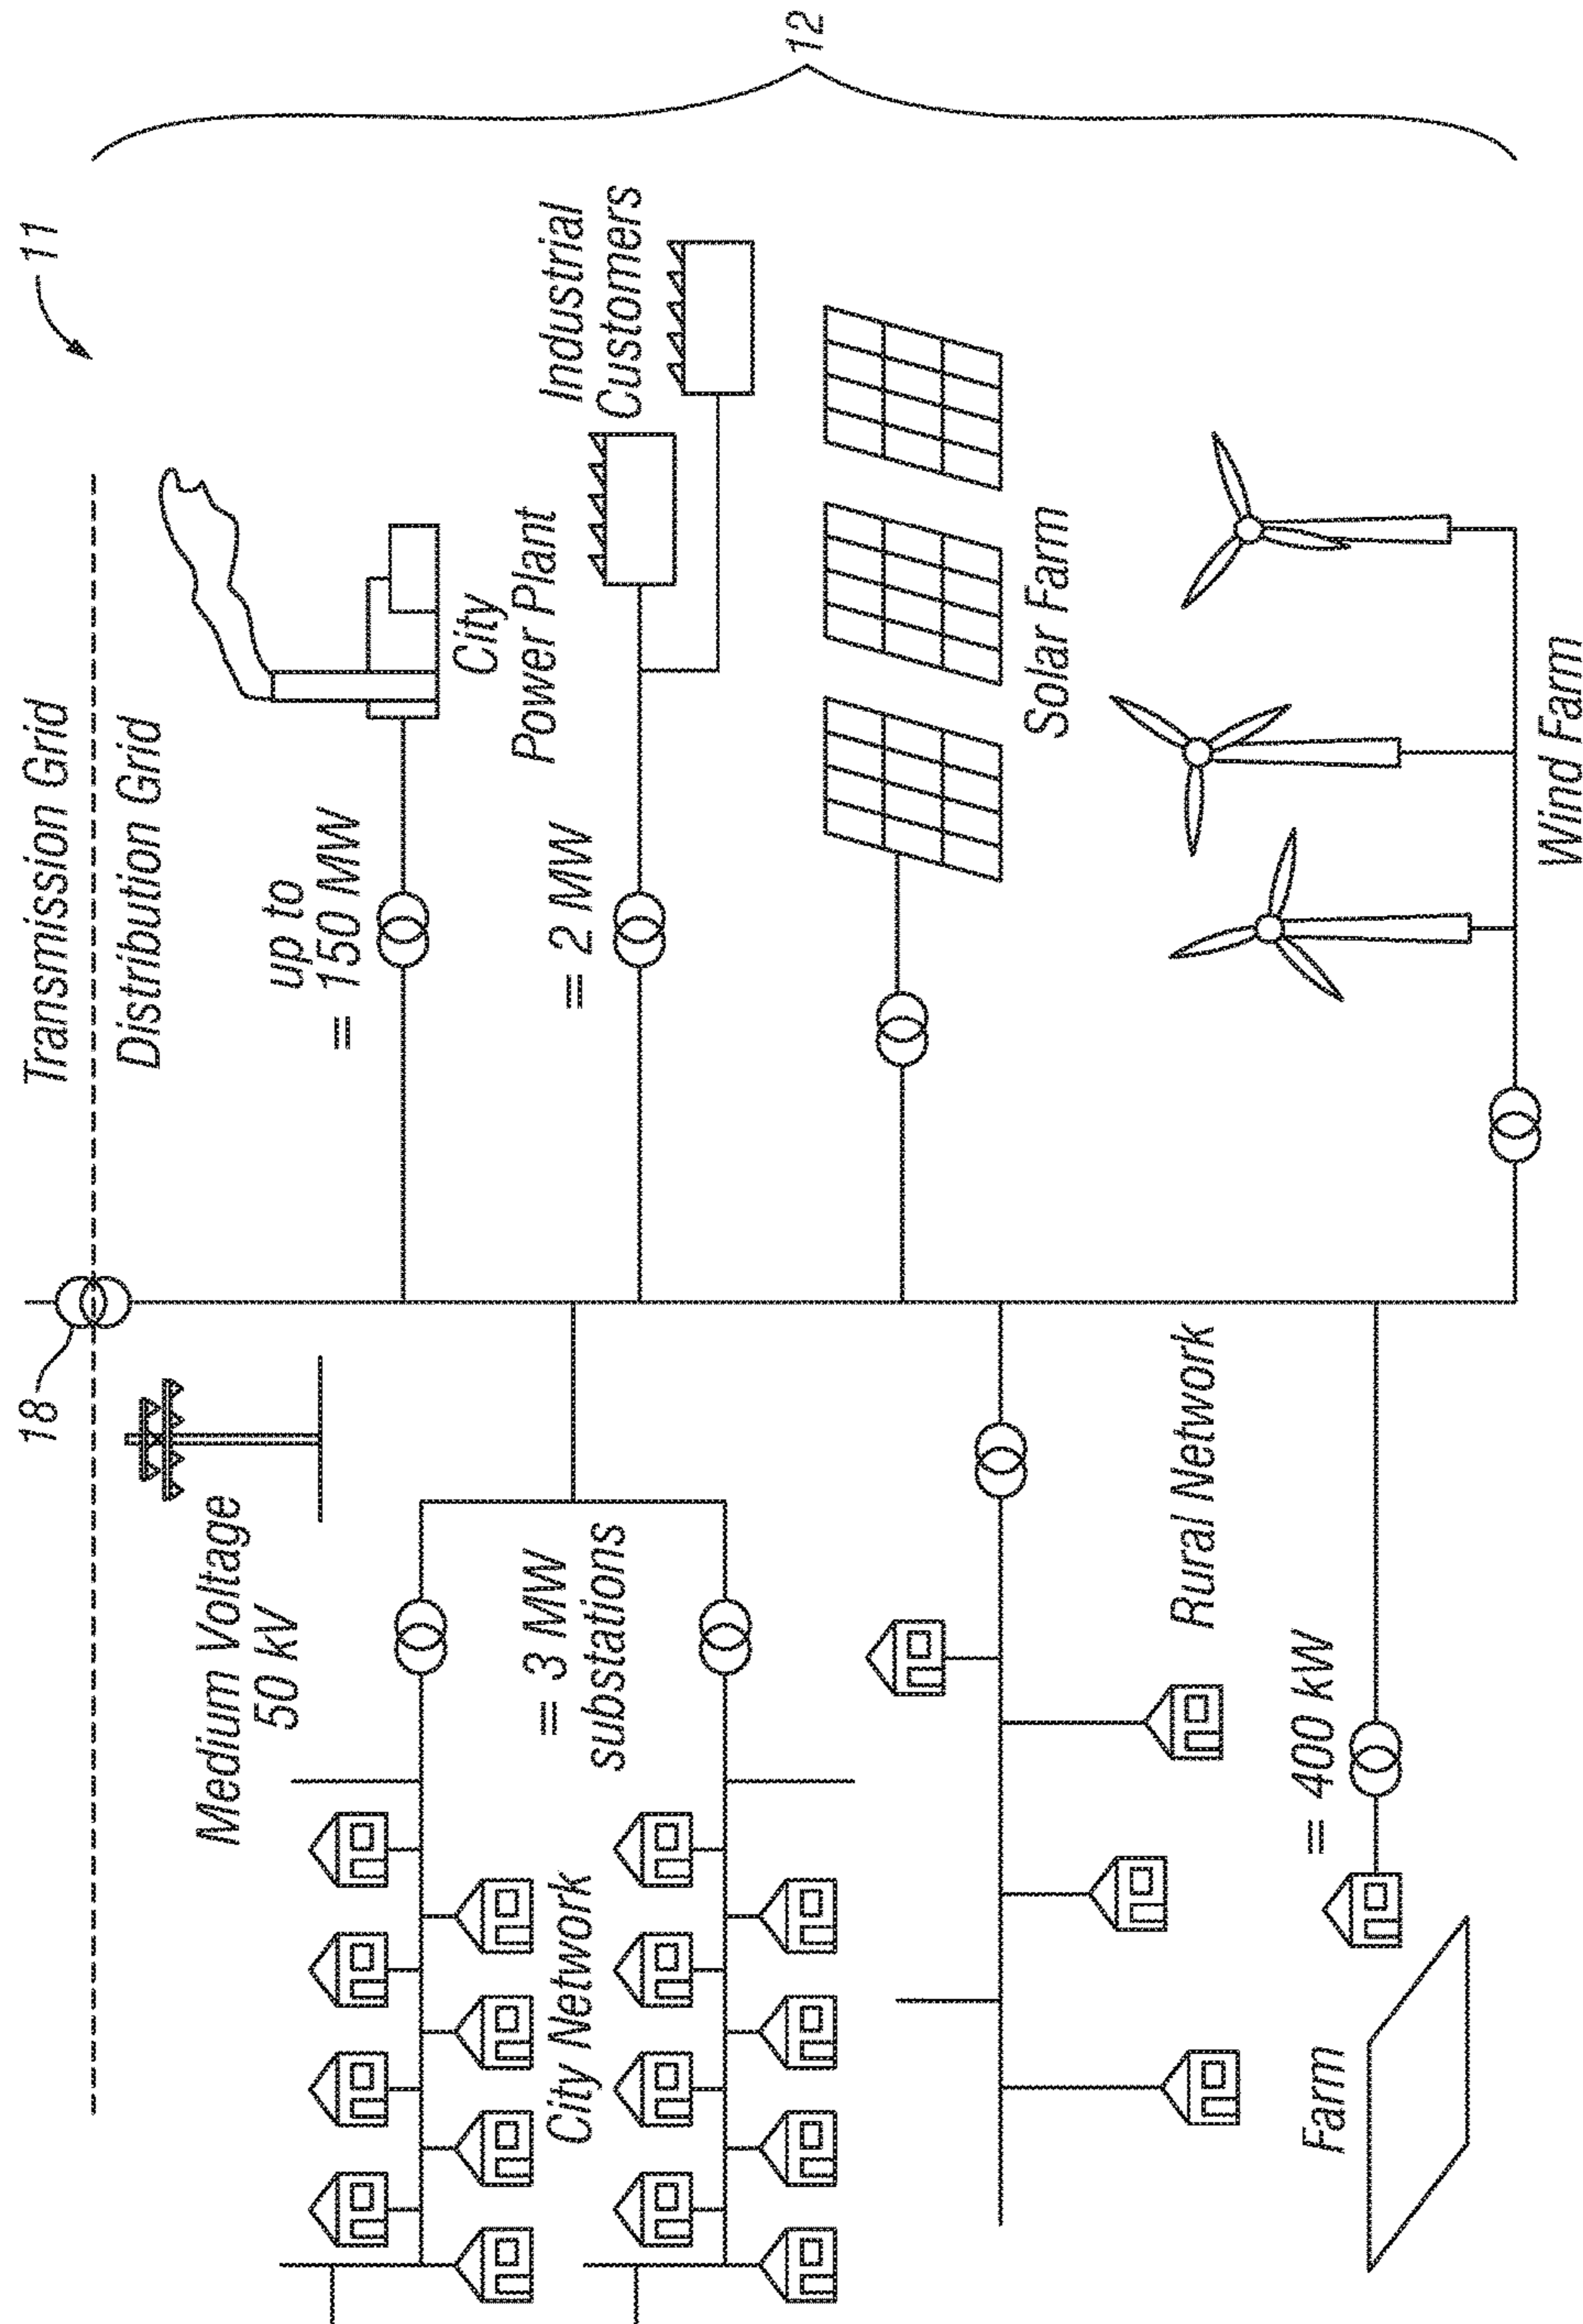 11
Transmission Grid
Distribution Grid
18
Medium Voltage
50 kV
up to
= 150 MW
City
Power Plant
= 2 MW
Industrial
Customers
= 3 MW
substations
City Network
Solar Farm
Rural Network
= 400 kW
Farm
Wind Farm
12